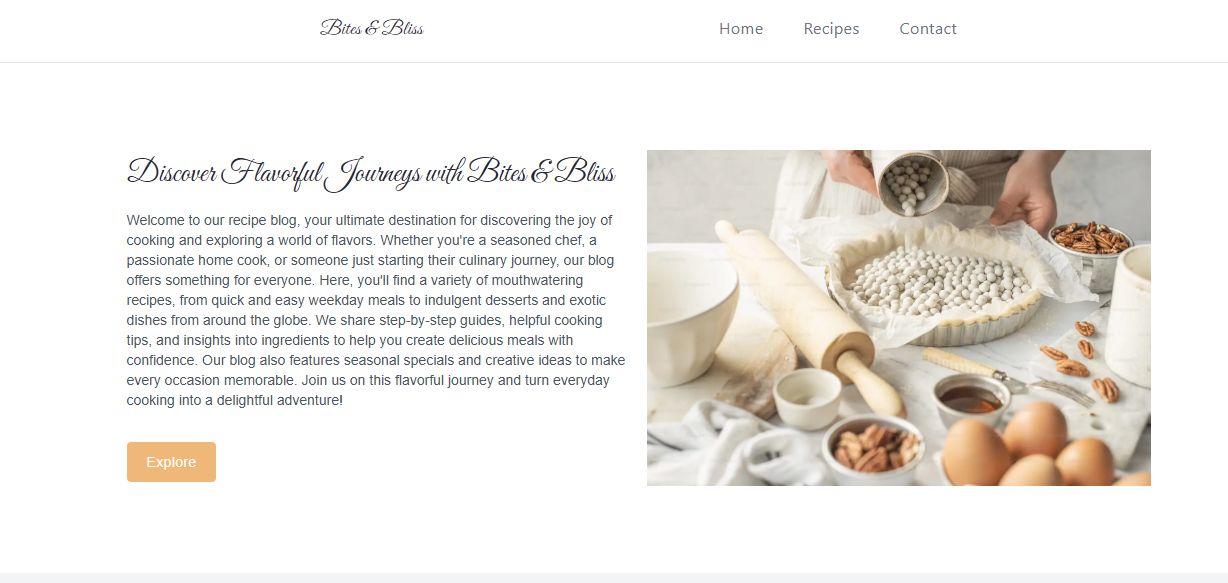 Bites & Bliss
Home
Recipes
Contact
Discover Flavorful Journeys with Bites & Bliss
Welcome to our recipe blog, your ultimate destination for discovering the joy of
cooking and exploring a world of flavors. Whether you're a seasoned chef, a
passionate home cook, or someone just starting their culinary journey, our blog
offers something for everyone. Here, you'll find a variety of mouthwatering
recipes, from quick and easy weekday meals to indulgent desserts and exotic
dishes from around the globe. We share step-by-step guides, helpful cooking
tips, and insights into ingredients to help you create delicious meals with
confidence. Our blog also features seasonal specials and creative ideas to make
every occasion memorable. Join us on this flavorful journey and turn everyday
cooking into a delightful adventure!
Explore